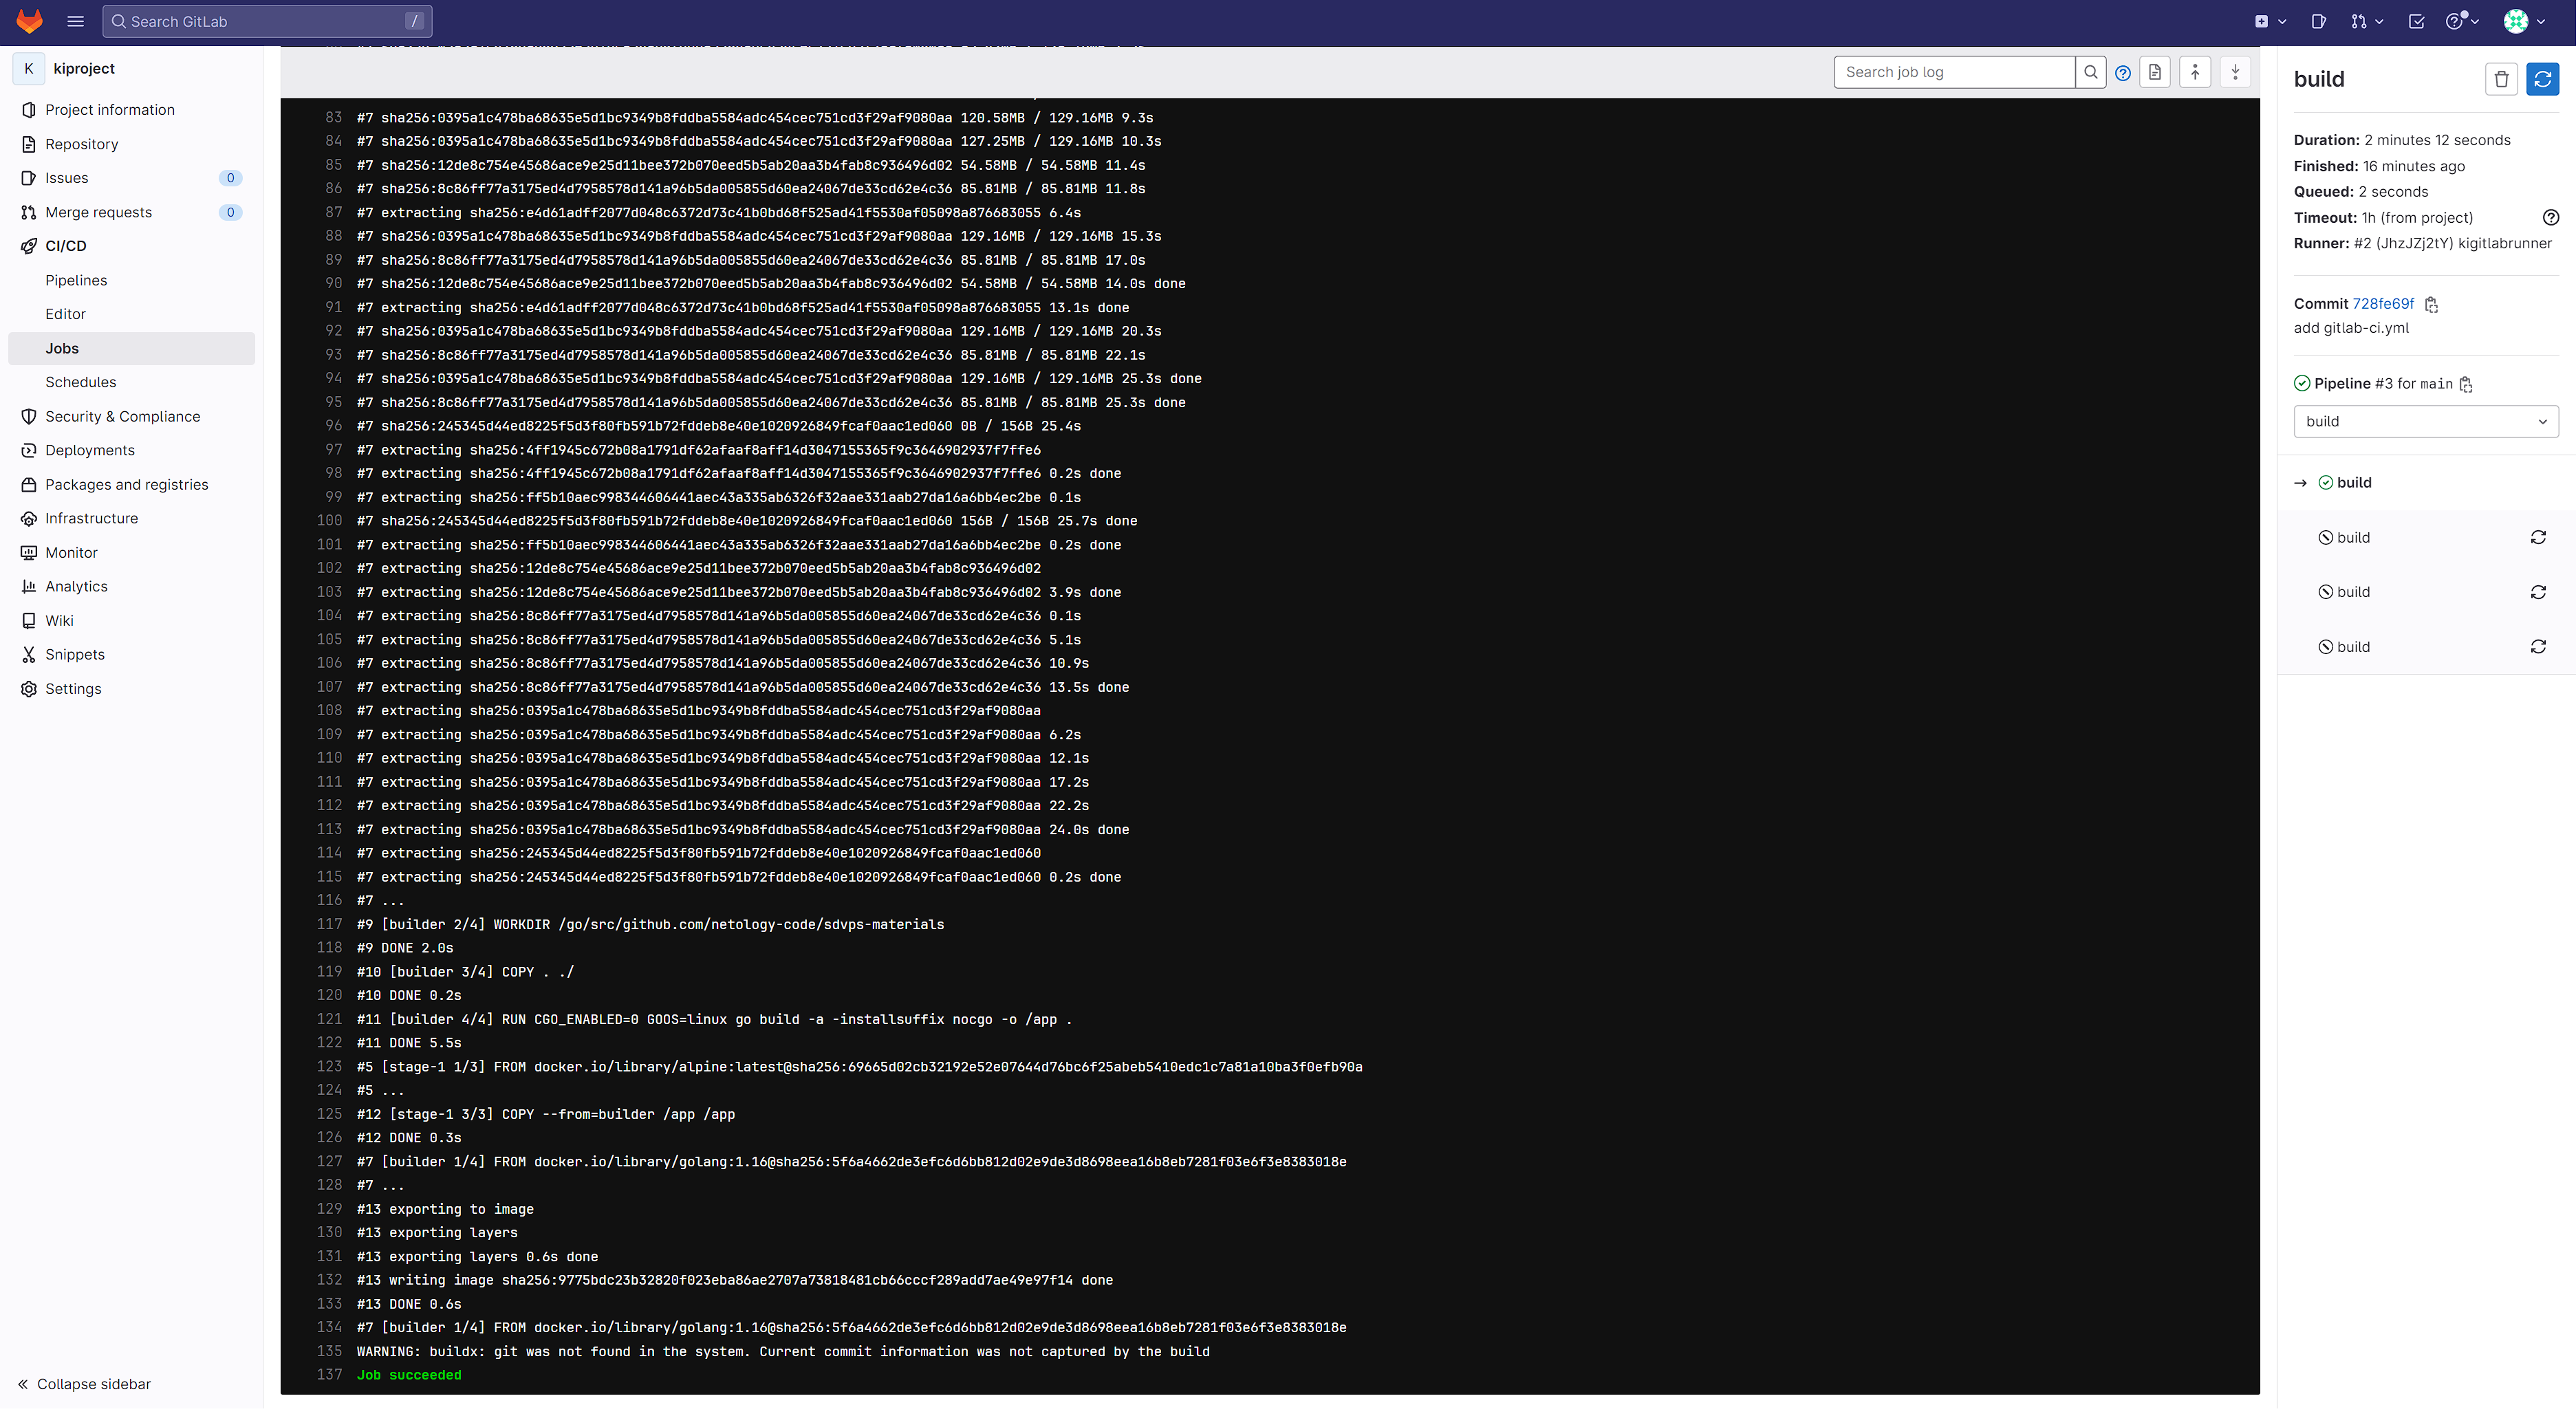 Search GitLab
/
K
kiproject
Project information
Repository
Issues
0
Merge requests
0
CI/CD
Pipelines
Editor
Jobs
Schedules
Security & Compliance
Deployments
Packages and registries
Infrastructure
Monitor
Analytics
Wiki
Snippets
Settings
Collapse sidebar
Search job log
83 #7 sha256:0395a1c478ba68635e5d1bc9349b8fddba5584adc454cec751cd3f29af9080aa 120.58MB / 129.16MB 9.3s
84 #7 sha256:0395a1c478ba68635e5d1bc9349b8fddba5584adc454cec751cd3f29af9080aa 127.25MB / 129.16MB 10.3s
85 #7 sha256:12de8c754e45686ace9e25d11bee372b070eed5b5ab20aa3b4fab8c936496d02 54.58MB / 54.58MB 11.4s
86 #7 sha256:8c86ff77a3175ed4d7958578d141a96b5da005855d60ea24067de33cd62e4c36 85.81MB / 85.81MB 11.8s
87 #7 extracting sha256:e4d61adff2077d048c6372d73c41b0bd68f525ad41f5530af05098a876683055 6.4s
88 #7 sha256:0395a1c478ba68635e5d1bc9349b8fddba5584adc454cec751cd3f29af9080aa 129.16MB / 129.16MB 15.3s
89 #7 sha256:8c86ff77a3175ed4d7958578d141a96b5da005855d60ea24067de33cd62e4c36 85.81MB / 85.81MB 17.0s
90 #7 sha256:12de8c754e45686ace9e25d11bee372b070eed5b5ab20aa3b4fab8c936496d02 54.58MB / 54.58MB 14.0s done
91 #7 extracting sha256:e4d61adff2077d048c6372d73c41b0bd68f525ad41f5530af05098a876683055 13.1s done
92 #7 sha256:0395a1c478ba68635e5d1bc9349b8fddba5584adc454cec751cd3f29af9080aa 129.16MB / 129.16MB 20.3s
93 #7 sha256:8c86ff77a3175ed4d7958578d141a96b5da005855d60ea24067de33cd62e4c36 85.81MB / 85.81MB 22.1s
94 #7 sha256:0395a1c478ba68635e5d1bc9349b8fddba5584adc454cec751cd3f29af9080aa 129.16MB / 129.16MB 25.3s done
95 #7 sha256:8c86ff77a3175ed4d7958578d141a96b5da005855d60ea24067de33cd62e4c36 85.81MB / 85.81MB 25.3s done
96 #7 sha256:245345d44ed8225f5d3f80fb591b72fddeb8e40e1020926849fcaf0aac1ed060 0B / 156B 25.4s
97 #7 extracting sha256:4ff1945c672b08a1791df62afaaf8aff14d3047155365f9c3646902937f7ffe6
98 #7 extracting sha256:4ff1945c672b08a1791df62afaaf8aff14d3047155365f9c3646902937f7ffe6 0.2s done
99 #7 extracting sha256:ff5b10aec998344606441aec43a335ab6326f32aae331aab27da16a6bb4ec2be 0.1s
100 #7 sha256:245345d44ed8225f5d3f80fb591b72fddeb8e40e1020926849fcaf0aac1ed060 156B / 156B 25.7s done
101 #7 extracting sha256:ff5b10aec998344606441aec43a335ab6326f32aae331aab27da16a6bb4ec2be 0.2s done
102 #7 extracting sha256:12de8c754e45686ace9e25d11bee372b070eed5b5ab20aa3b4fab8c936496d02
103 #7 extracting sha256:12de8c754e45686ace9e25d11bee372b070eed5b5ab20aa3b4fab8c936496d02 3.9s done
104 #7 extracting sha256:8c86ff77a3175ed4d7958578d141a96b5da005855d60ea24067de33cd62e4c36 0.1s
105 #7 extracting sha256:8c86ff77a3175ed4d7958578d141a96b5da005855d60ea24067de33cd62e4c36 5.1s
106 #7 extracting sha256:8c86ff77a3175ed4d7958578d141a96b5da005855d60ea24067de33cd62e4c36 10.9s
107 #7 extracting sha256:8c86ff77a3175ed4d7958578d141a96b5da005855d60ea24067de33cd62e4c36 13.5s done
108 #7 extracting sha256:0395a1c478ba68635e5d1bc9349b8fddba5584adc454cec751cd3f29af9080aa
109 #7 extracting sha256:0395a1c478ba68635e5d1bc9349b8fddba5584adc454cec751cd3f29af9080aa 6.2s
110 #7 extracting sha256:0395a1c478ba68635e5d1bc9349b8fddba5584adc454cec751cd3f29af9080aa 12.1s
111 #7 extracting sha256:0395a1c478ba68635e5d1bc9349b8fddba5584adc454cec751cd3f29af9080aa 17.2s
112 #7 extracting sha256:0395a1c478ba68635e5d1bc9349b8fddba5584adc454cec751cd3f29af9080aa 22.2s
113 #7 extracting sha256:0395a1c478ba68635e5d1bc9349b8fddba5584adc454cec751cd3f29af9080aa 24.0s done
114 #7 extracting sha256:245345d44ed8225f5d3f80fb591b72fddeb8e40e1020926849fcaf0aac1ed060
115 #7 extracting sha256:245345d44ed8225f5d3f80fb591b72fddeb8e40e1020926849fcaf0aac1ed060 0.2s done
116 #7 ...
117 #9 [builder 2/4] WORKDIR /go/src/github.com/netology-code/sdvps-materials
118 #9 DONE 2.0s
119 #10 [builder 3/4] COPY . ./
120 #10 DONE 0.2s
121 #11 [builder 4/4] RUN CGO_ENABLED=0 GOOS=linux go build -a -installsuffix nocgo -o /app .
122 #11 DONE 5.5s
123 #5 [stage-1 1/3] FROM docker.io/library/alpine:latest@sha256:69665d02cb32192e52e07644d76bc6f25abeb5410edc1c7a81a10ba3f0efb90a
124 #5 ...
125 #12 [stage-1 3/3] COPY --from=builder /app /app
126 #12 DONE 0.3s
127 #7 [builder 1/4] FROM docker.io/library/golang:1.16@sha256:5f6a4662de3efc6d6bb812d02e9de3d8698eea16b8eb7281f03e6f3e8383018e
128 #7 ...
129 #13 exporting to image
130 #13 exporting layers
131 #13 exporting layers 0.6s done
132 #13 writing image sha256:9775bdc23b32820f023eba86ae2707a73818481cb66cccf289add7ae49e97f14 done
133 #13 DONE 0.6s
134 #7 [builder 1/4] FROM docker.io/library/golang:1.16@sha256:5f6a4662de3efc6d6bb812d02e9de3d8698eea16b8eb7281f03e6f3e8383018e
135 WARNING: buildx: git was not found in the system. Current commit information was not captured by the build
137 Job succeeded
build
Duration: 2 minutes 12 seconds
Finished: 16 minutes ago
Queued: 2 seconds
Timeout: 1h (from project)
Runner: #2 (JhzJZj2tY) kigitlabrunner
Commit 728fe69f
add gitlab-ci.yml
Pipeline #3 for main
build
build
build
build
build